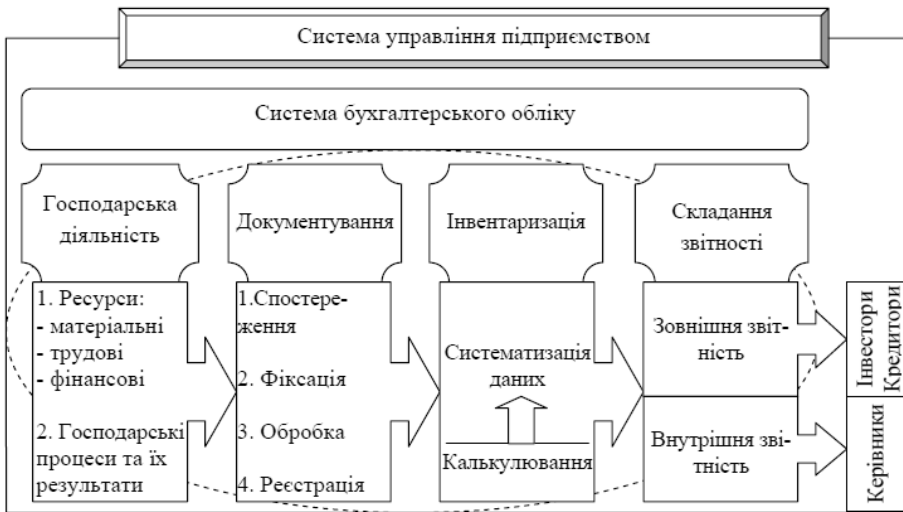 Система управління підприємством
Система бухгалтерського обліку
Господарська
діяльність
Документування
Інвентаризація
Складання
звітності
1. Ресурси:
- матеріальні
- трудові
- фінансові
2. Господарські
процеси та їх
результати
1.Спостере-
ження
2. Фіксація
3. Обробка
4. Реєстрація
Систематизація
даних
Калькулювання
Зовнішня звіт-
ність
Внутрішня зві-
тність
Інвестори
Кредитори
Керівники